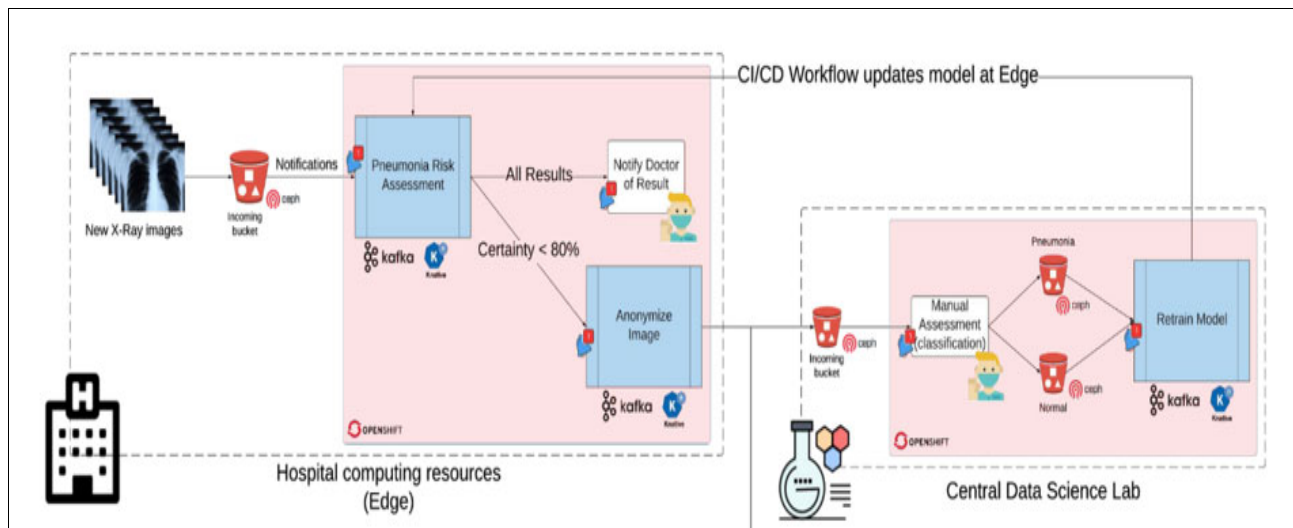 CI/CD Workflow updates model at Edge
New X-Ray images
Notifications
ceph
Incoming
bucket
Pneumonia Risk
Assessment
kafka
Knative
All Results
Notify Doctor
of Result
Certainty < 80%
Anonymize
Image
kafka
Knative
OPENSHIFT
H
Hospital computing resources
(Edge)
ceph
Incoming
bucket
Manual
Assessment
(classification)
Pneumonia
ceph
ceph
Normal
Retrain Model
kafka
Knative
OPENSHIFT
Central Data Science Lab